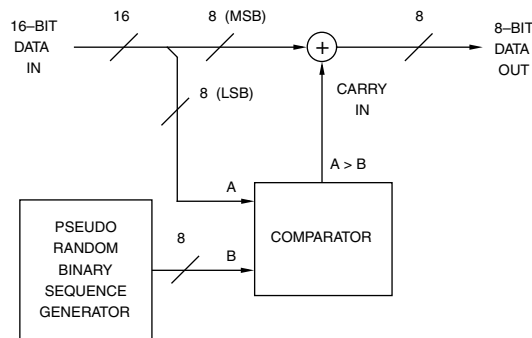 16–BIT
DATA
IN
16
8 (MSB)
8
8–BIT
DATA
OUT
+
8 (LSB)
CARRY
IN
A > B
A
COMPARATOR
PSEUDO
RANDOM
BINARY
SEQUENCE
GENERATOR
8
B